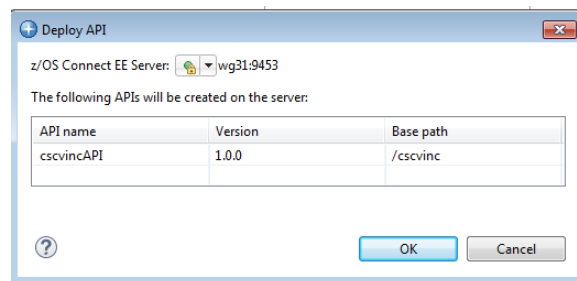 Deploy API
z/OS Connect EE Server: wg31:9453
The following APIs will be created on the server:
API name Version Base path
cscvincAPI 1.0.0 /cscvinc
?
OK Cancel